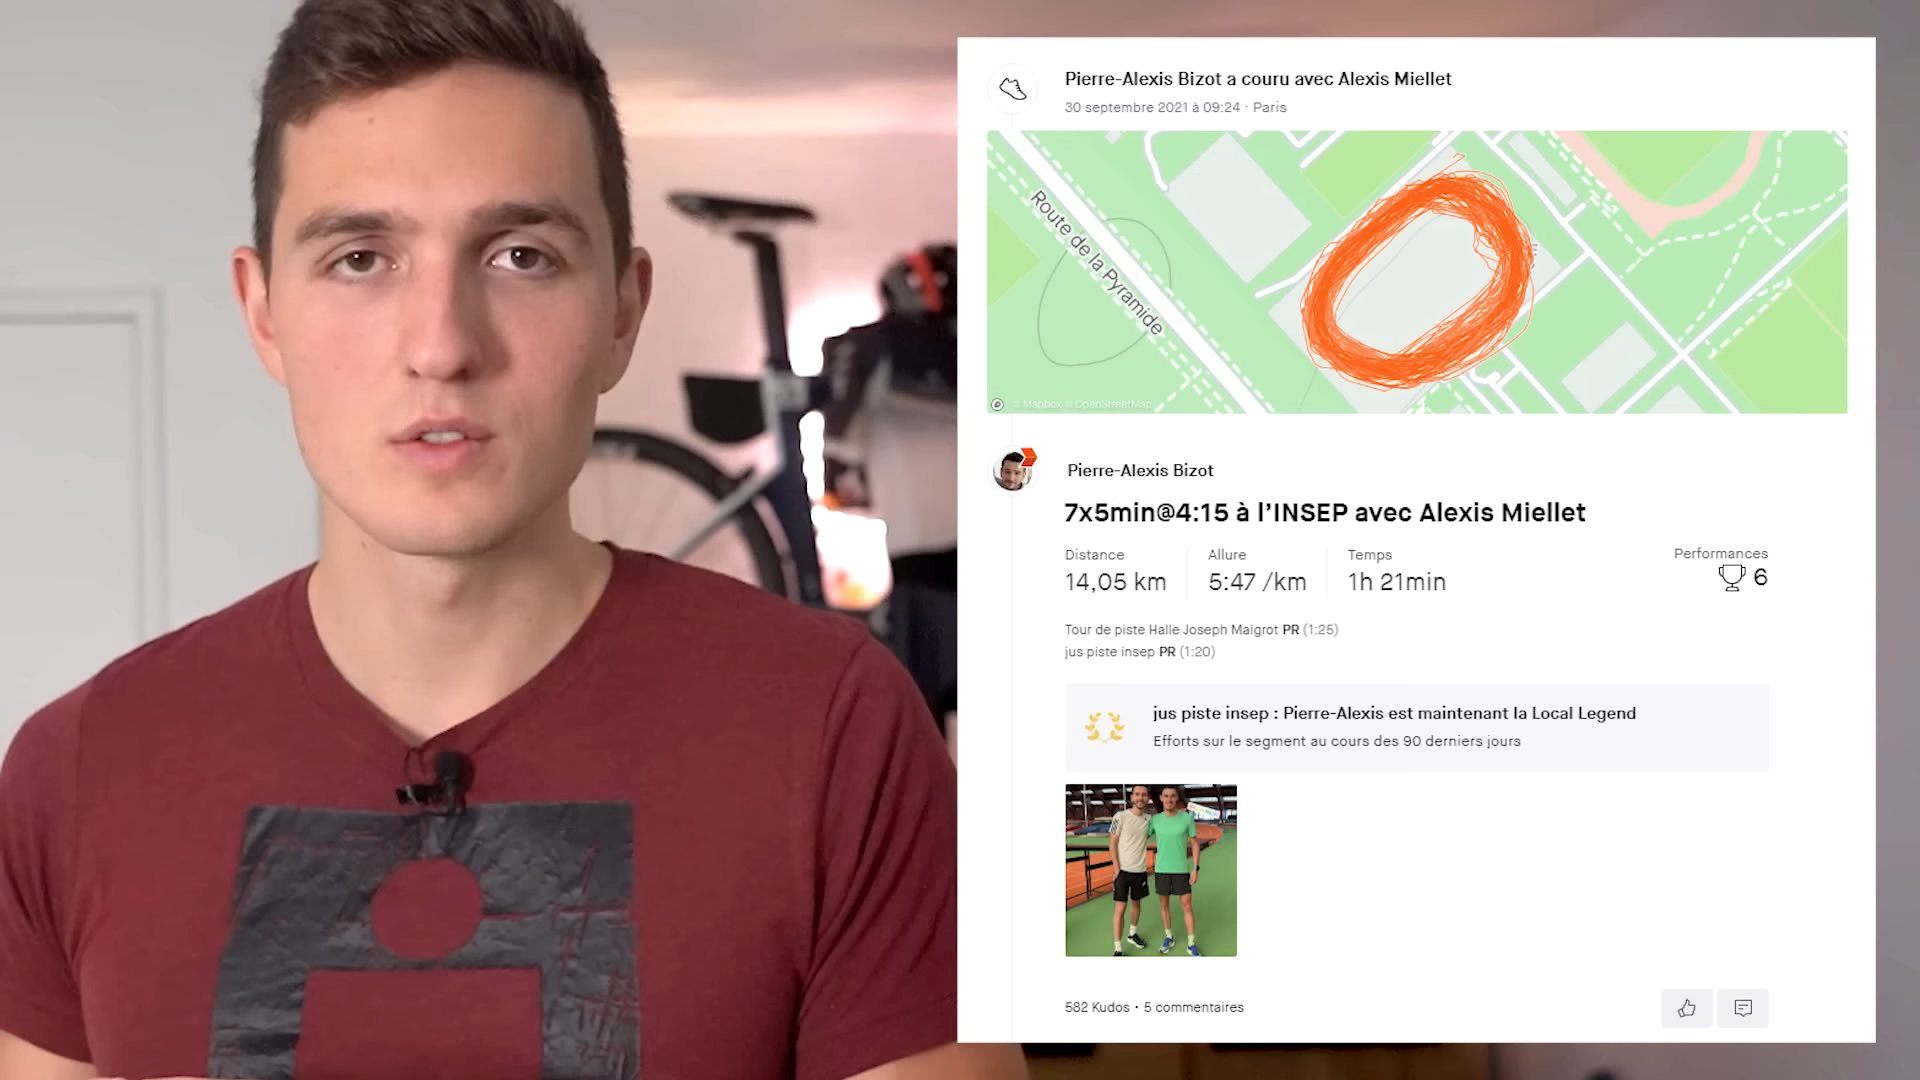 Pierre-Alexis Bizot a couru avec Alexis Miellet
30 septembre 2021 à 09:24 · Paris
Route de la Pyramide
© Mapbox © OpenStreetMap
Pierre-Alexis Bizot
7x5min@4:15 à l’INSEP avec Alexis Miellet
Distance
Allure
Temps
Performances
14,05 km
5:47 /km
1h 21min
6
Tour de piste Halle Joseph Maigrot PR (1:25)
jus piste insep PR (1:20)
jus piste insep : Pierre-Alexis est maintenant la Local Legend
Efforts sur le segment au cours des 90 derniers jours
582 Kudos • 5 commentaires